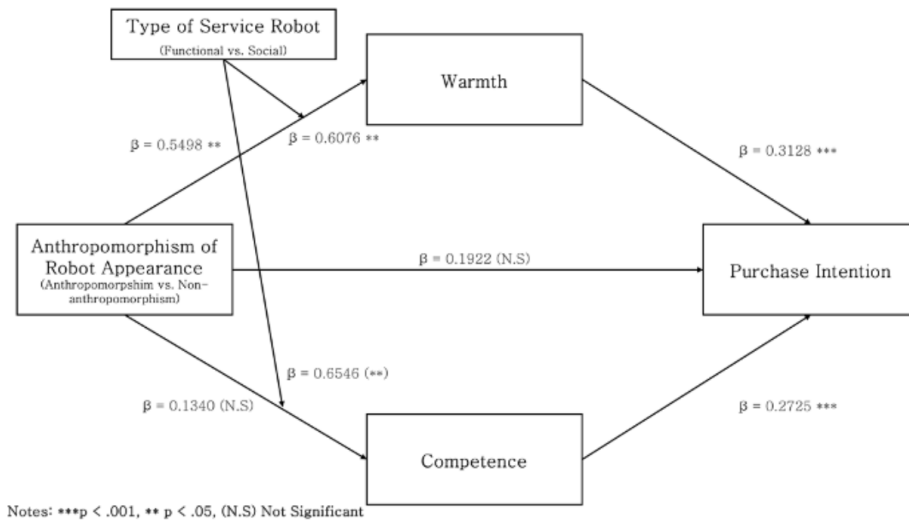 Type of Service Robot
(Functional vs. Social)
Warmth
β = 0.5498 **
β = 0.6076 **
β = 0.3128 ***
Anthropomorphism of
Robot Appearance
(Anthropomorpshim vs. Non-
anthropomorphism)
β = 0.1922 (N.S)
Purchase Intention
β = 0.6546 (**)
β = 0.1340 (N.S)
β = 0.2725 ***
Competence
Notes: ***p < .001, ** p < .05, (N.S) Not Significant